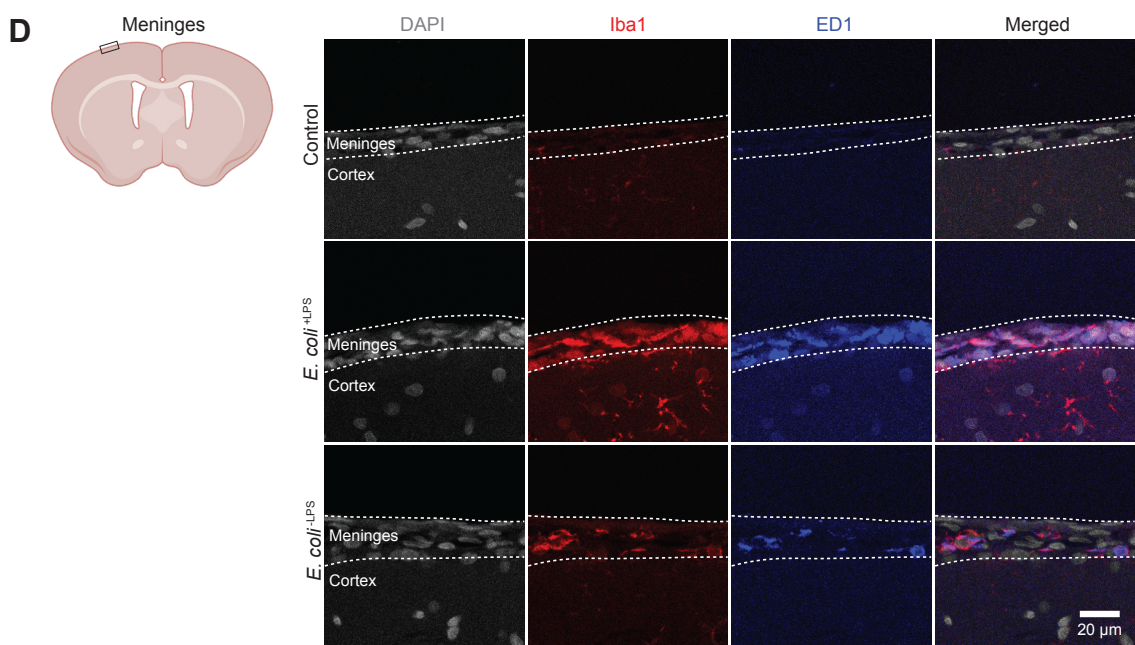 D
Meninges
DAPI
Iba1
ED1
Merged
Control
Meninges
Cortex
E. coli+LPS
Meninges
Cortex
E. coli-LPS
Meninges
Cortex
20 µm